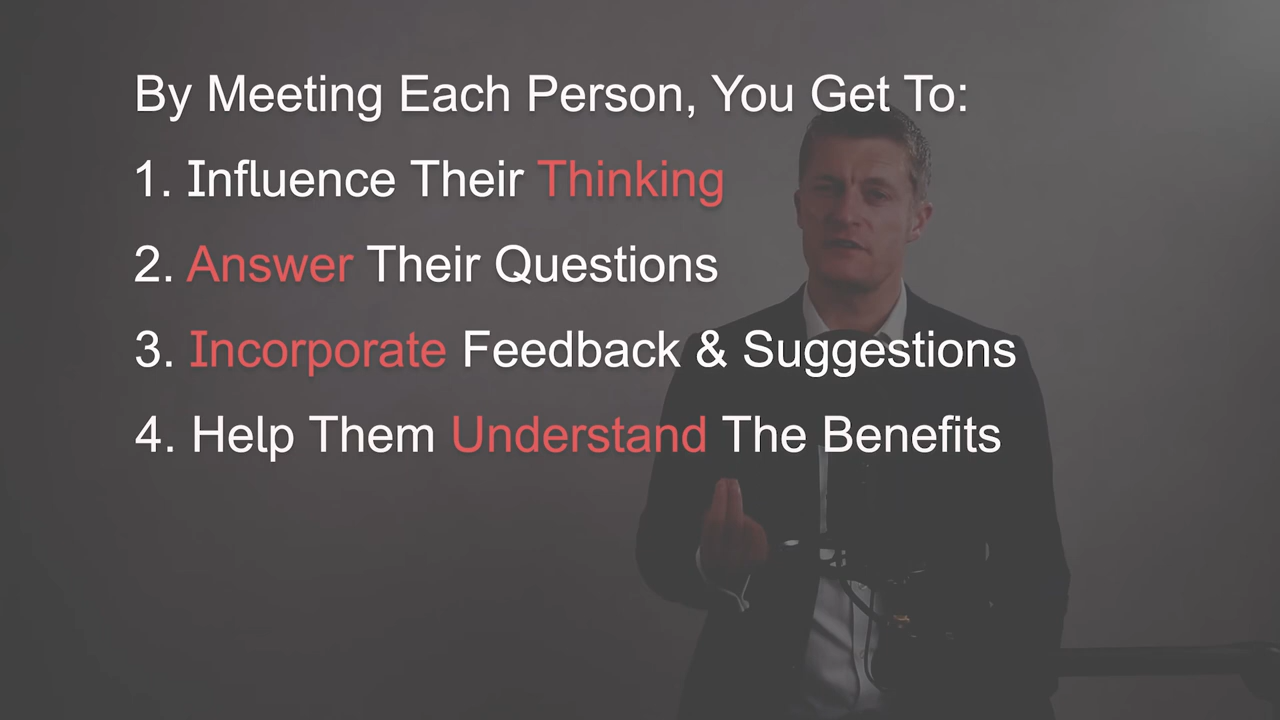 By Meeting Each Person, You Get To:
1. Influence Their Thinking
2. Answer Their Questions
3. Incorporate Feedback & Suggestions
4. Help Them Understand The Benefits